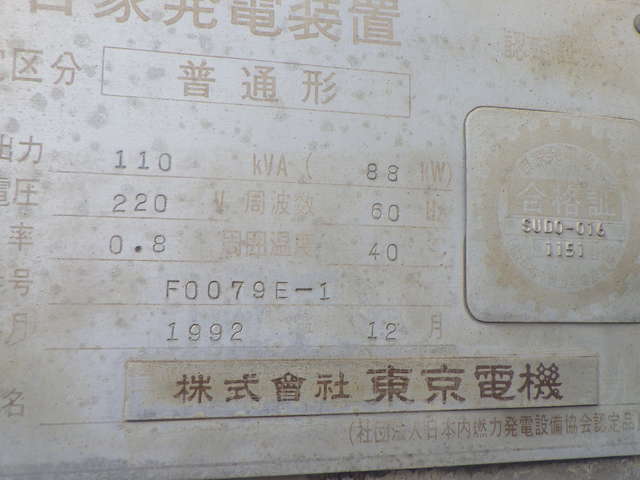 自家発電装置
認定
区分 普通形
出力 110 kVA ( 88 kW)
電圧 220 V 周波数 60 Hz
率 0.8 周囲温度 40
号 F0079E-1
月 1992 12 月
合格証
SUDO-016
1151
株式會社 東京電機
名
(社団法人日本内燃力発電設備協会認定品)